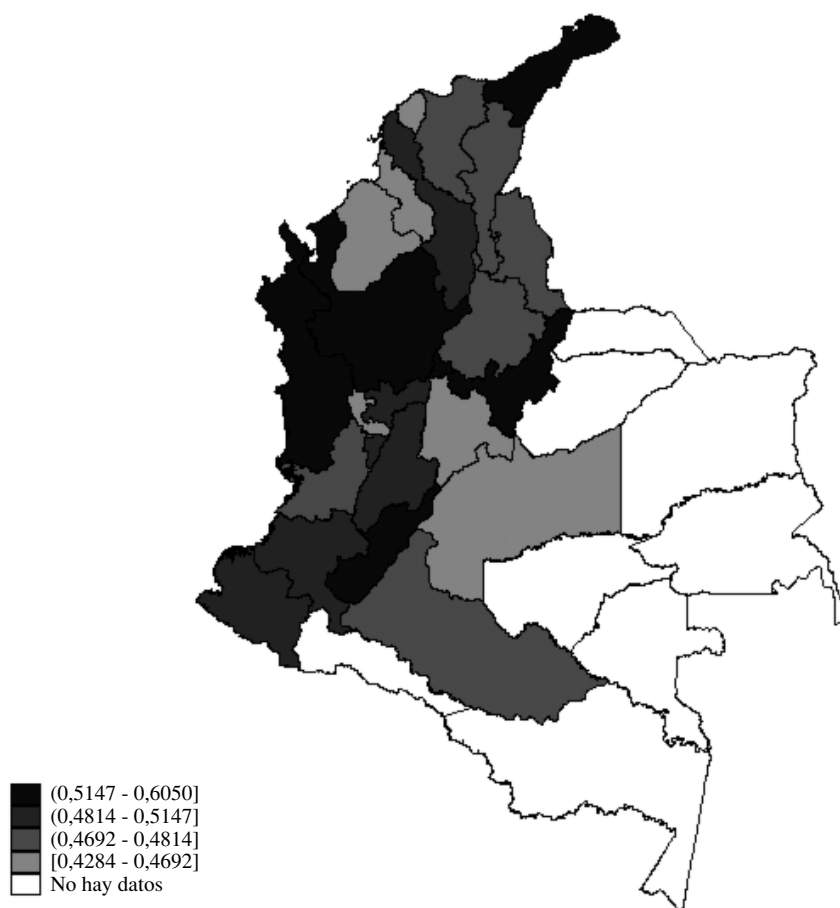 (0,5147 - 0,6050]
(0,4814 - 0,5147]
(0,4692 - 0,4814]
[0,4284 - 0,4692]
No hay datos